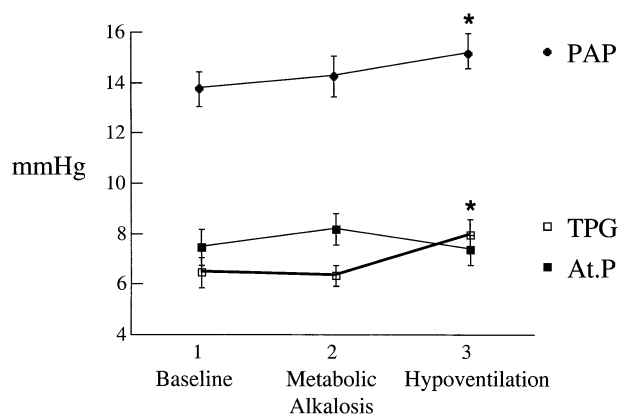 *
16
PAP
14
12
mmHg
10
*
8
TPG
At.P
6
4
1 2 3
Baseline Metabolic Hypoventilation
Alkalosis